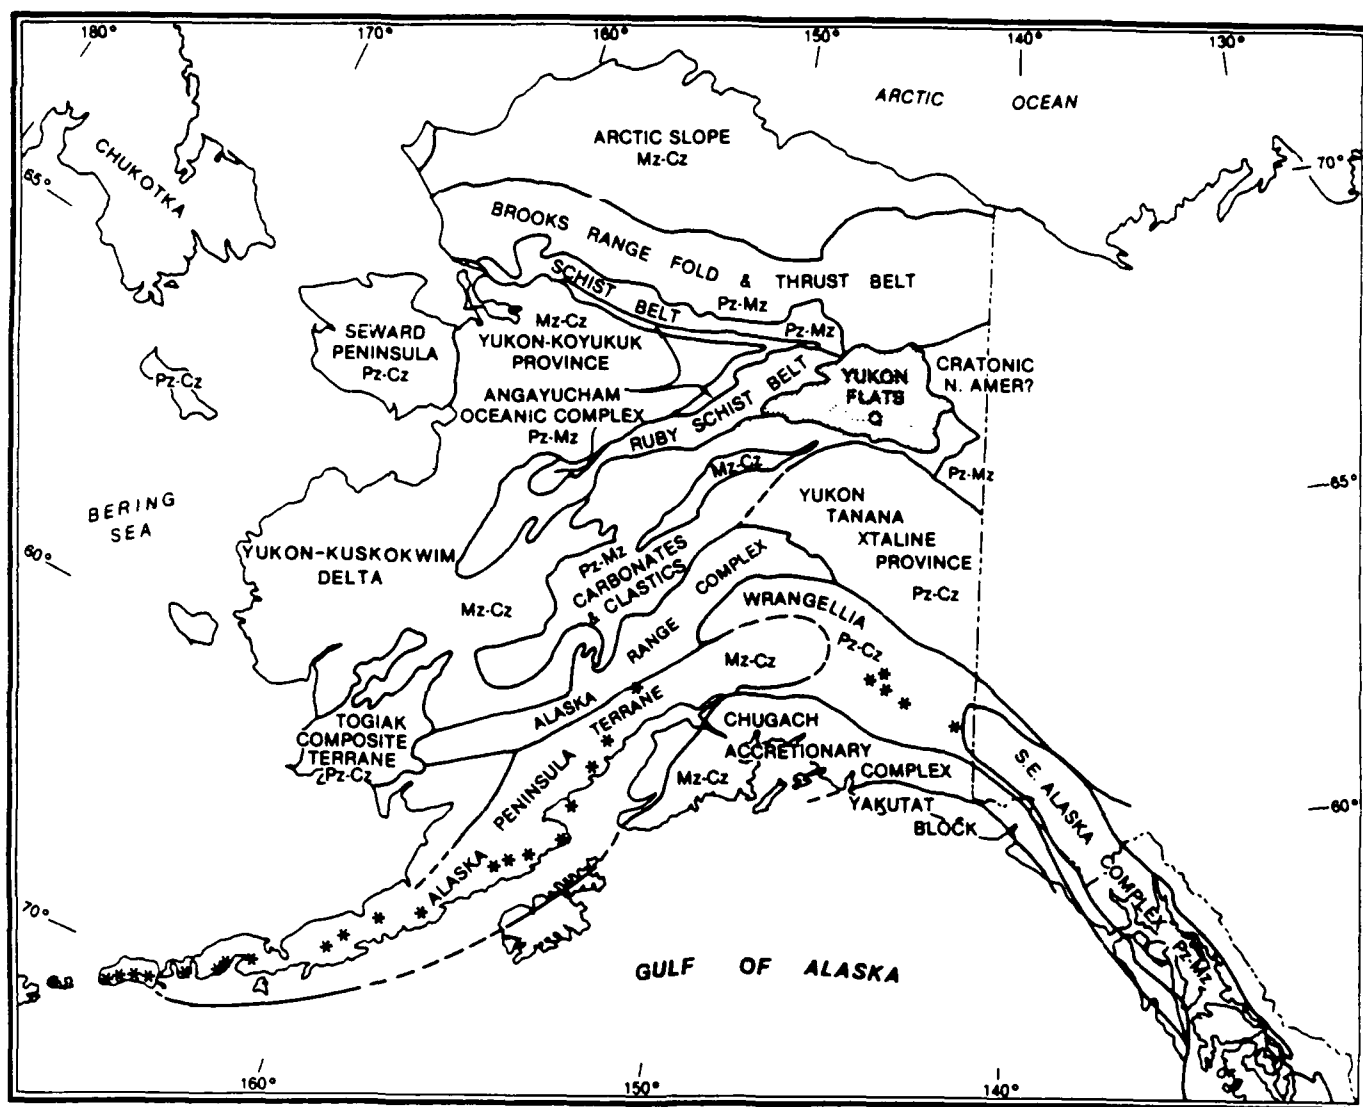 180°
170°
160°
150°
140°
130°
ARCTIC OCEAN
ARCTIC SLOPE
Mz-Cz
70°
CHUKOTKA
65°
BROOKS RANGE FOLD & THRUST BELT
SCHIST BELT
Pz-Mz
Pz-Mz
Mz-Cz
YUKON-KOYUKUK
PROVINCE
SEWARD
PENINSULA
Pz-Cz
Pz-Cz
CRATONIC
N. AMER?
YUKON
FLATS
Q
ANGAYUCHAM
OCEANIC COMPLEX
Pz-Mz
RUBY SCHIST BELT
Mz-Cz
Pz-Mz
65°
BERING
SEA
YUKON
TANANA
XTALINE
PROVINCE
Pz-Cz
60°
YUKON-KUSKOKWIM
DELTA
Mz-Cz
Pz-Mz
CARBONATES
& CLASTICS
ALASKA RANGE COMPLEX
WRANGELLIA
Pz-Cz
Mz-Cz
TOGIAK
COMPOSITE
TERRANE
Pz-Cz
ALASKA PENINSULA TERRANE
CHUGACH
ACCRETIONARY
COMPLEX
Mz-Cz
YAKUTAT
BLOCK
60°
S.E. ALASKA COMPLEX
Pz-Mz
70°
GULF OF ALASKA
160°
150°
140°